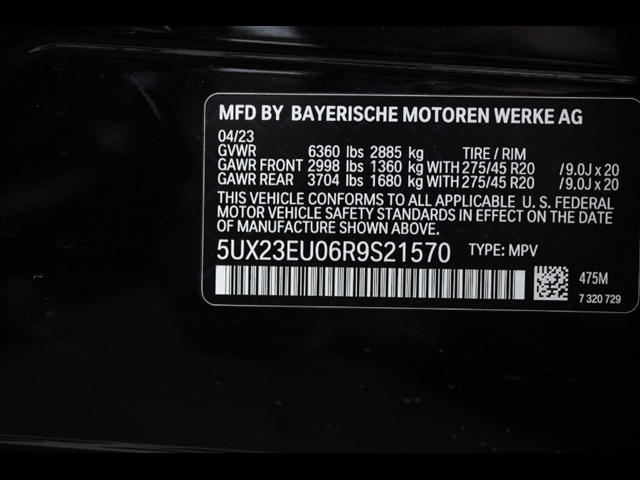 MFD BY BAYERISCHE MOTOREN WERKE AG
04/23
GVWR 6360 lbs 2885 kg TIRE / RIM
GAWR FRONT 2998 lbs 1360 kg WITH 275/45 R20 / 9.0J x 20
GAWR REAR 3704 lbs 1680 kg WITH 275/45 R20 / 9.0J x 20
THIS VEHICLE CONFORMS TO ALL APPLICABLE U. S. FEDERAL
MOTOR VEHICLE SAFETY STANDARDS IN EFFECT ON THE DATE
OF MANUFACTURE SHOWN ABOVE.
5UX23EU06R9S21570 TYPE: MPV
475M
7 320 729